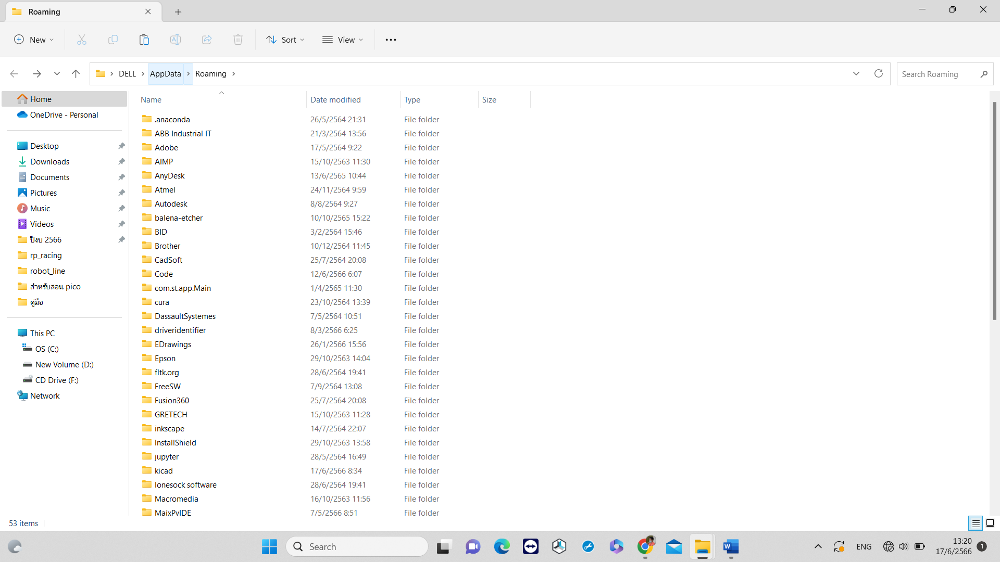 Roaming
New
Sort
View
DELL
AppData
Roaming
Search Roaming
Home
OneDrive - Personal
Desktop
Downloads
Documents
Pictures
Music
Videos
ปีงบ 2566
rp_racing
robot_line
สำหรับสอน pico
คู่มือ
This PC
OS (C:)
New Volume (D:)
CD Drive (F:)
Network
Name Date modified Type Size
.anaconda 26/5/2564 21:31 File folder
ABB Industrial IT 21/3/2564 13:56 File folder
Adobe 17/5/2564 9:22 File folder
AIMP 15/10/2563 11:30 File folder
AnyDesk 13/6/2565 10:44 File folder
Atmel 24/11/2564 9:59 File folder
Autodesk 8/8/2564 9:27 File folder
balena-etcher 10/10/2565 15:22 File folder
BID 3/2/2564 15:46 File folder
Brother 10/12/2564 11:45 File folder
CadSoft 25/7/2564 20:08 File folder
Code 12/6/2566 6:07 File folder
com.st.app.Main 1/4/2565 11:30 File folder
cura 23/10/2564 13:39 File folder
DassaultSystemes 7/5/2564 10:51 File folder
driveridentifier 8/3/2566 6:25 File folder
EDrawings 26/1/2566 15:56 File folder
Epson 29/10/2563 14:04 File folder
fltk.org 28/6/2564 19:41 File folder
FreeSW 7/9/2564 13:08 File folder
Fusion360 25/7/2564 20:08 File folder
GRETECH 15/10/2563 11:28 File folder
inkscape 14/7/2564 22:07 File folder
InstallShield 29/10/2563 13:58 File folder
jupyter 28/5/2564 16:49 File folder
kicad 17/6/2566 8:34 File folder
lonesock software 28/6/2564 19:41 File folder
Macromedia 16/10/2563 11:56 File folder
MaixPyIDE 7/5/2566 8:51 File folder
53 items
Search
W
ENG
13:20
17/6/2566
1